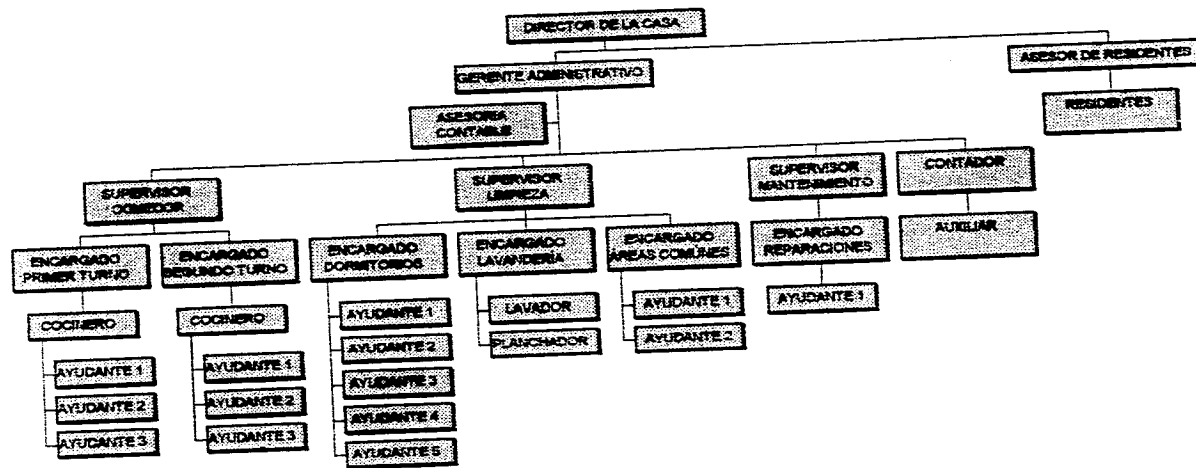 DIRECTOR DE LA CASA
GERENTE ADMINISTRATIVO
ASESOR DE RESIDENTES
ASESORIA
CONTABLE
RESIDENTES
SUPERVISOR
COMEDOR
SUPERVISOR
LIMPIEZA
SUPERVISOR
MANTENIMIENTO
CONTADOR
ENCARGADO
PRIMER TURNO
ENCARGADO
SEGUNDO TURNO
ENCARGADO
DORMITORIOS
ENCARGADO
LAVANDERÍA
ENCARGADO
ÁREAS COMUNES
ENCARGADO
REPARACIONES
AUXILIAR
COCINERO
COCINERO
AYUDANTE 1
LAVADOR
AYUDANTE 1
AYUDANTE 1
AYUDANTE 2
PLANCHADOR
AYUDANTE 2
AYUDANTE 1
AYUDANTE 1
AYUDANTE 3
AYUDANTE 2
AYUDANTE 2
AYUDANTE 4
AYUDANTE 3
AYUDANTE 3
AYUDANTE 5